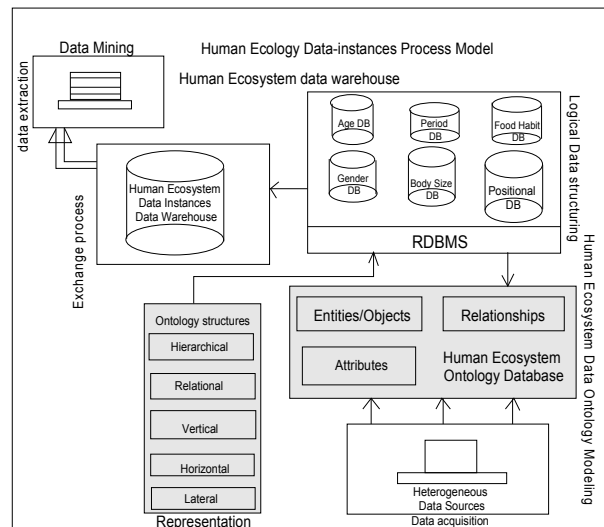 Data Mining
Human Ecology Data-instances Process Model
Human Ecosystem data warehouse
data extraction
Age DB
Period
DB
Food Habit
DB
Gender
DB
Body Size
DB
Positional
DB
Logical Data structuring
Human Ecosystem
Data Instances
Data Warehouse
Exchange process
RDBMS
Ontology structures
Hierarchical
Relational
Vertical
Horizontal
Lateral
Representation
Entities/Objects
Relationships
Attributes
Human Ecosystem
Ontology Database
Human Ecosystem Data Ontology Modeling
Heterogeneous
Data Sources
Data acquisition